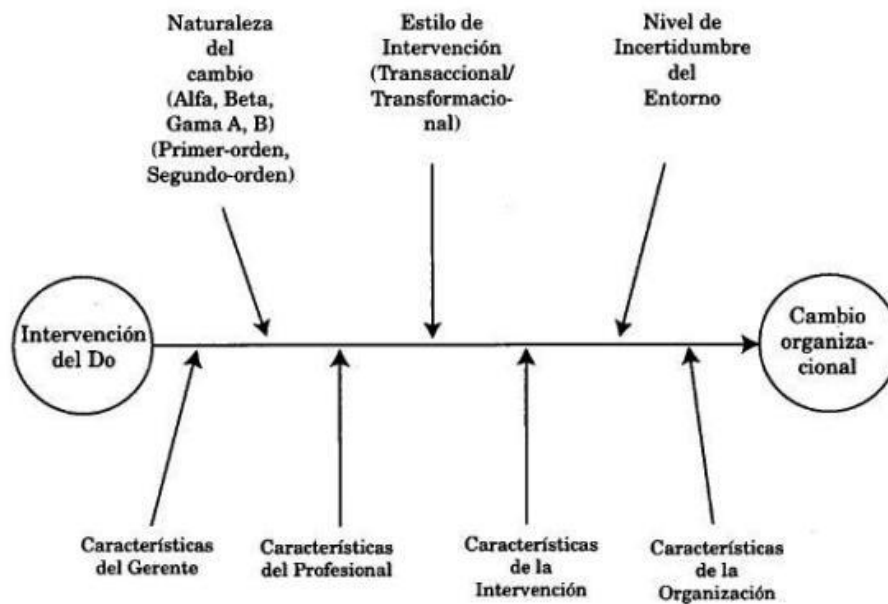 Naturaleza
del
cambio
(Alfa, Beta,
Gama A, B)
(Primer-orden,
Segundo-orden)
Estilo de
Intervención
(Transaccional/
Transformacio-
nal)
Nivel de
Incertidumbre
del
Entorno
Intervención
del Do
Cambio
organiza-
cional
Características
del Gerente
Características
del Profesional
Características
de la
Intervención
Características
de la
Organización